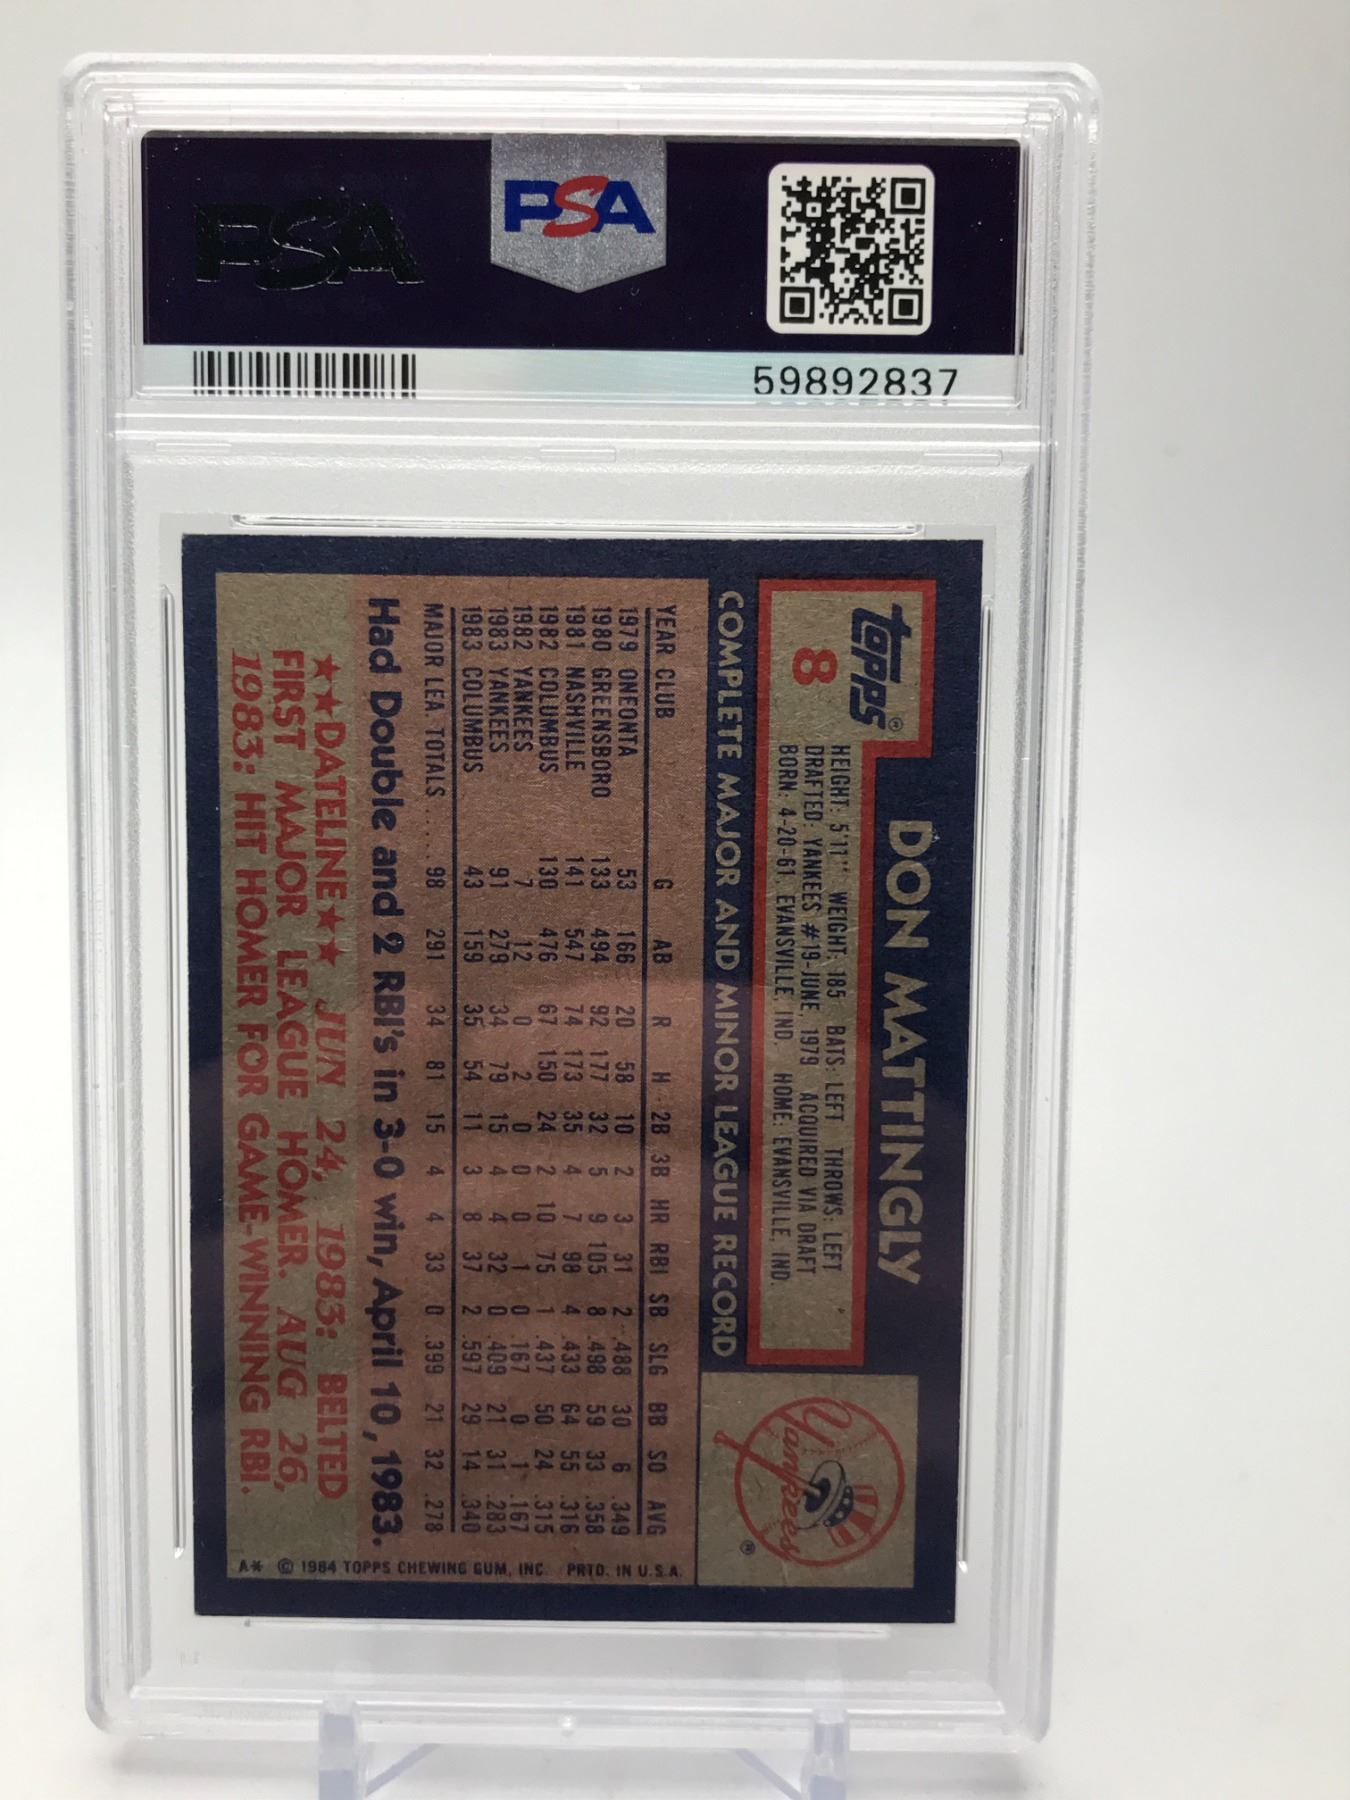 PSA
PSA
59892837
topps®
8
DON MATTINGLY
HEIGHT: 5'11" WEIGHT: 185 BATS: LEFT THROWS: LEFT
DRAFTED: YANKEES #19-JUNE, 1979 ACQUIRED VIA DRAFT
BORN: 4-20-61, EVANSVILLE, IND. HOME: EVANSVILLE, IND.
COMPLETE MAJOR AND MINOR LEAGUE RECORD
Yankees
®
YEAR CLUB G AB R H 2B 3B HR RBI SB SLG BB SO AVG
1979 ONEONTA 53 166 20 58 10 2 3 31 2 .488 30 6 .349
1980 GREENSBORO 133 494 92 177 32 5 9 105 8 .498 59 33 .358
1981 NASHVILLE 141 547 74 173 35 4 7 98 4 .433 64 55 .316
1982 COLUMBUS 130 476 67 150 24 2 10 75 1 .437 50 24 .315
1982 YANKEES 7 12 0 2 0 0 0 1 0 .167 0 1 .167
1983 YANKEES 91 279 34 79 15 4 4 32 0 .409 21 31 .283
1983 COLUMBUS 43 159 35 54 11 3 8 37 2 .597 29 14 .340
MAJOR LEA. TOTALS ..... 98 291 34 81 15 4 4 33 0 .399 21 32 .278
Had Double and 2 RBI's in 3-0 win, April 10, 1983.
★★DATELINE★★ JUN 24, 1983: BELTED
FIRST MAJOR LEAGUE HOMER. AUG 26,
1983: HIT HOMER FOR GAME-WINNING RBI.
A* © 1984 TOPPS CHEWING GUM, INC. PRTD. IN U.S.A.